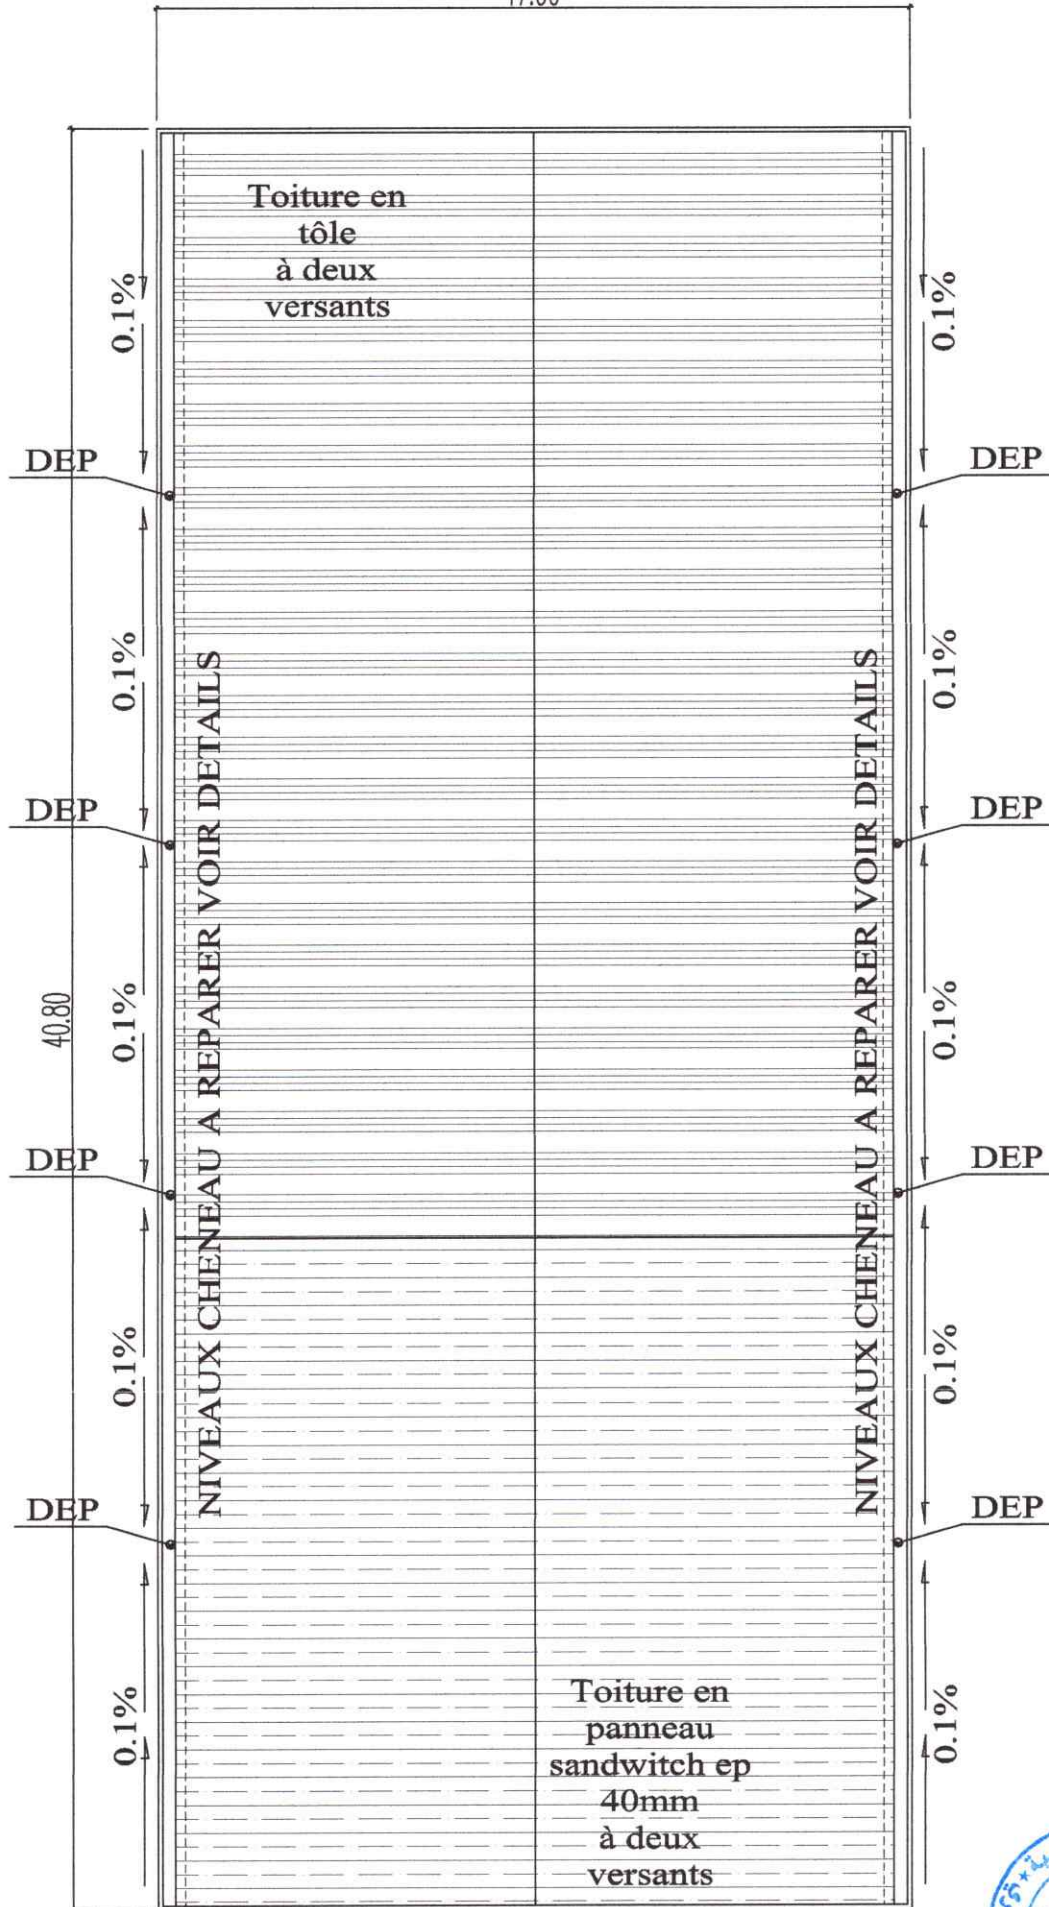 Toiture en
tôle
à deux
versants
0.1%
0.1%
DEP
DEP
0.1%
0.1%
NIVEAUX CHENEAU A REPARER VOIR DETAILS
NIVEAUX CHENEAU A REPARER VOIR DETAILS
DEP
DEP
40.80
0.1%
0.1%
DEP
DEP
0.1%
0.1%
DEP
DEP
0.1%
0.1%
Toiture en
panneau
sandwitch ep
40mm
à deux
versants